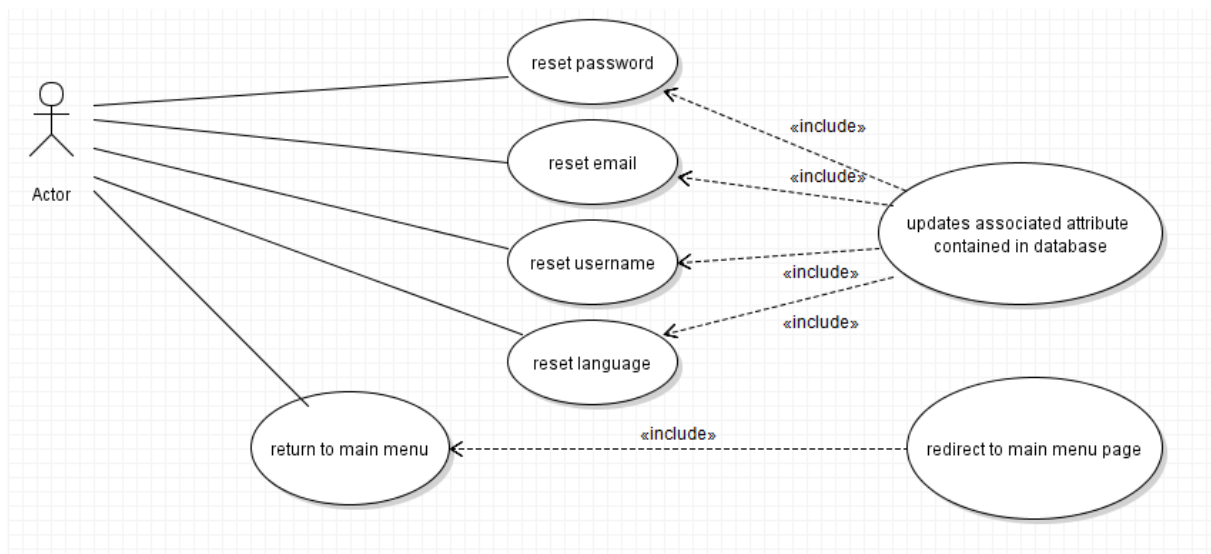 reset password
«include»
Actor
reset email
«include»
updates associated attribute
contained in database
reset username
«include»
«include»
reset language
«include»
return to main menu
redirect to main menu page